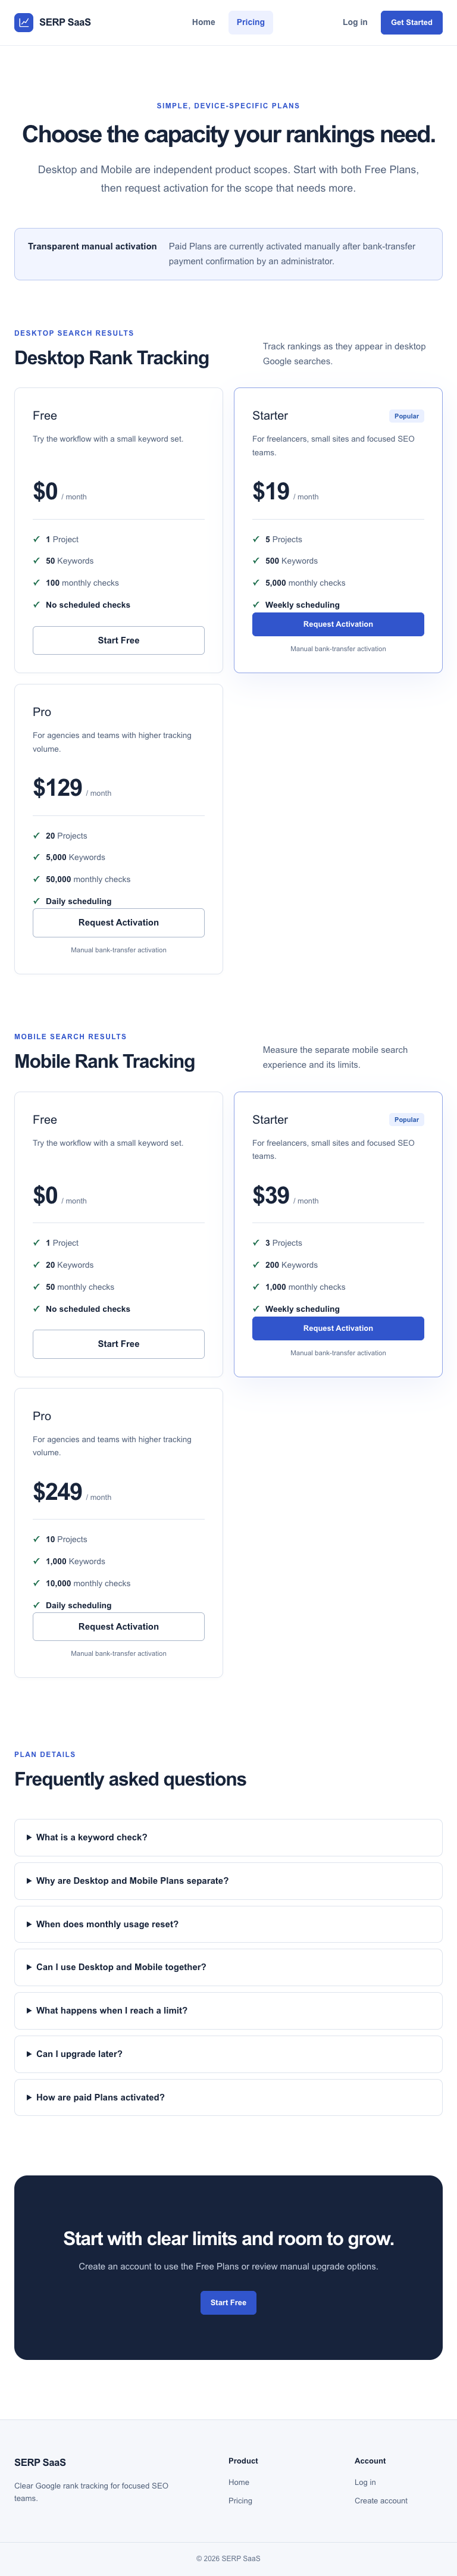 SERP SaaS
Home
Pricing
Log in
Get Started
SIMPLE, DEVICE-SPECIFIC PLANS
Choose the capacity your rankings need.
Desktop and Mobile are independent product scopes. Start with both Free Plans,
then request activation for the scope that needs more.
Transparent manual activation
Paid Plans are currently activated manually after bank-transfer
payment confirmation by an administrator.
DESKTOP SEARCH RESULTS
Desktop Rank Tracking
Track rankings as they appear in desktop
Google searches.
Free
Try the workflow with a small keyword set.
$0 / month
✓ 1 Project
✓ 50 Keywords
✓ 100 monthly checks
✓ No scheduled checks
Start Free
Starter
Popular
For freelancers, small sites and focused SEO
teams.
$19 / month
✓ 5 Projects
✓ 500 Keywords
✓ 5,000 monthly checks
✓ Weekly scheduling
Request Activation
Manual bank-transfer activation
Pro
For agencies and teams with higher tracking
volume.
$129 / month
✓ 20 Projects
✓ 5,000 Keywords
✓ 50,000 monthly checks
✓ Daily scheduling
Request Activation
Manual bank-transfer activation
MOBILE SEARCH RESULTS
Mobile Rank Tracking
Measure the separate mobile search
experience and its limits.
Free
Try the workflow with a small keyword set.
$0 / month
✓ 1 Project
✓ 20 Keywords
✓ 50 monthly checks
✓ No scheduled checks
Start Free
Starter
Popular
For freelancers, small sites and focused SEO
teams.
$39 / month
✓ 3 Projects
✓ 200 Keywords
✓ 1,000 monthly checks
✓ Weekly scheduling
Request Activation
Manual bank-transfer activation
Pro
For agencies and teams with higher tracking
volume.
$249 / month
✓ 10 Projects
✓ 1,000 Keywords
✓ 10,000 monthly checks
✓ Daily scheduling
Request Activation
Manual bank-transfer activation
PLAN DETAILS
Frequently asked questions
What is a keyword check?
Why are Desktop and Mobile Plans separate?
When does monthly usage reset?
Can I use Desktop and Mobile together?
What happens when I reach a limit?
Can I upgrade later?
How are paid Plans activated?
Start with clear limits and room to grow.
Create an account to use the Free Plans or review manual upgrade options.
Start Free
SERP SaaS
Clear Google rank tracking for focused SEO
teams.
Product
Home
Pricing
Account
Log in
Create account
© 2026 SERP SaaS